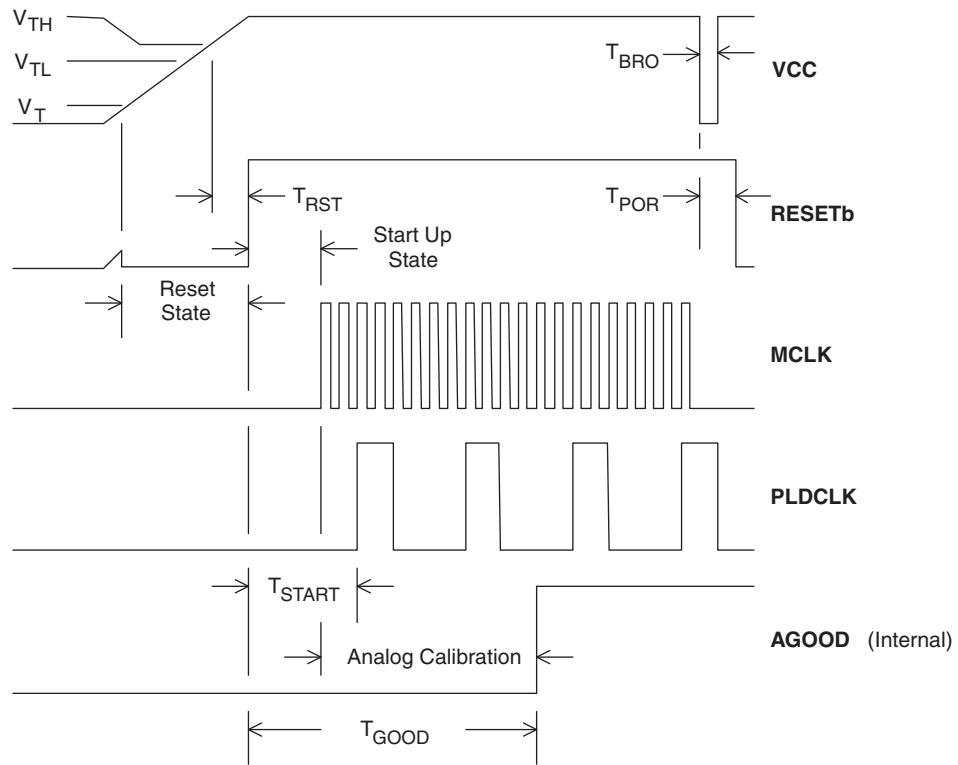 VTH
VTL
VT
TBRO
VCC
TRST
TPOR
RESETb
Start Up
State
Reset
State
MCLK
PLDCLK
TSTART
Analog Calibration
AGOOD (Internal)
TGOOD